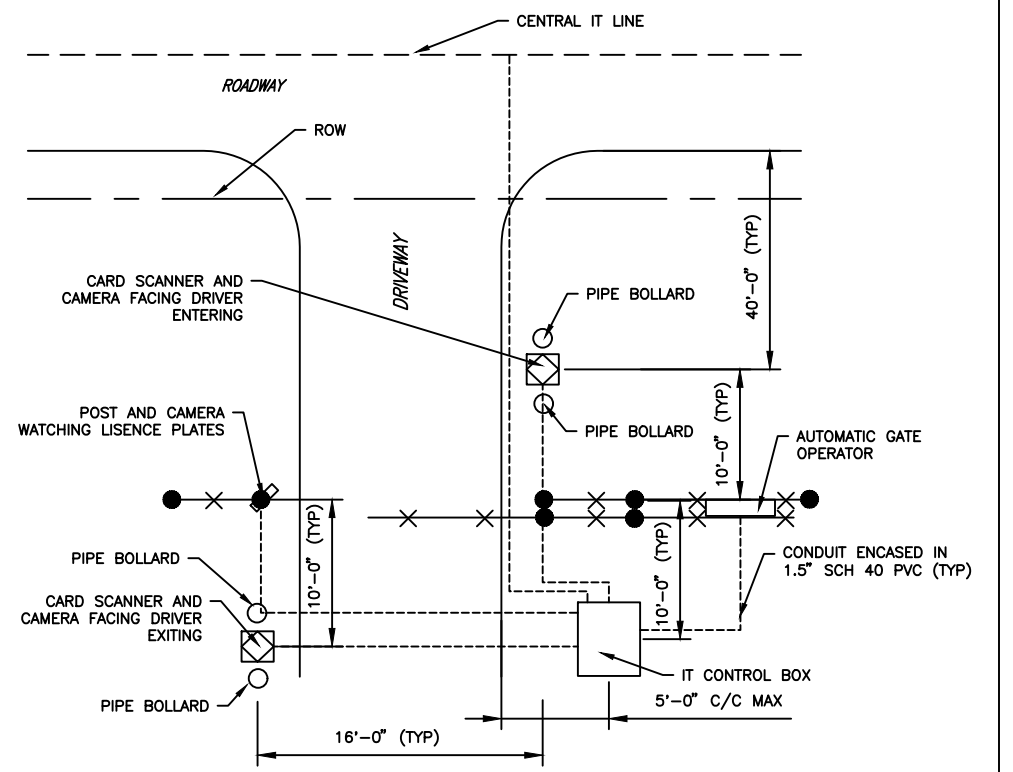 CENTRAL IT LINE
ROADWAY
ROW
DRIVEWAY
40'-0" (TYP)
CARD SCANNER AND
CAMERA FACING DRIVER
ENTERING
PIPE BOLLARD
10'-0" (TYP)
POST AND CAMERA
WATCHING LISENCE PLATES
PIPE BOLLARD
AUTOMATIC GATE
OPERATOR
10'-0" (TYP)
10'-0" (TYP)
PIPE BOLLARD
CONDUIT ENCASED IN
1.5" SCH 40 PVC (TYP)
CARD SCANNER AND
CAMERA FACING DRIVER
EXITING
IT CONTROL BOX
PIPE BOLLARD
5'-0" C/C MAX
16'-0" (TYP)